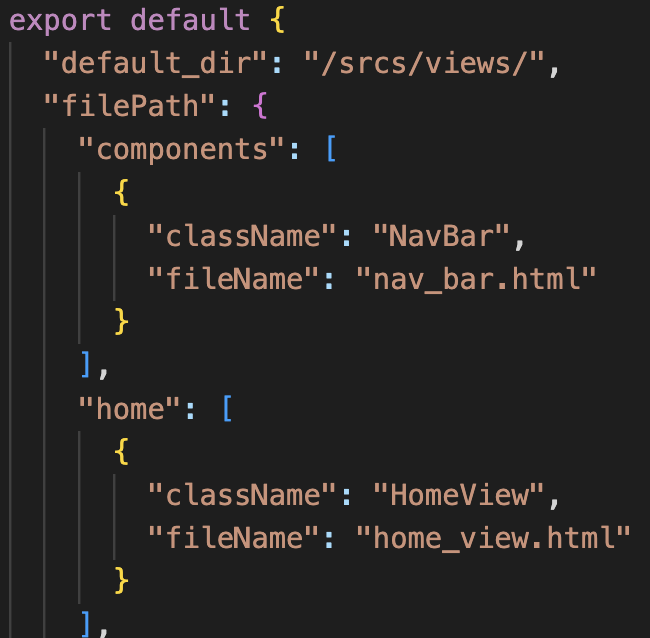 export default {
  "default_dir": "/srcs/views/",
  "filePath": {
    "components": [
      {
        "className": "NavBar",
        "fileName": "nav_bar.html"
      }
    ],
    "home": [
      {
        "className": "HomeView",
        "fileName": "home_view.html"
      }
    ],